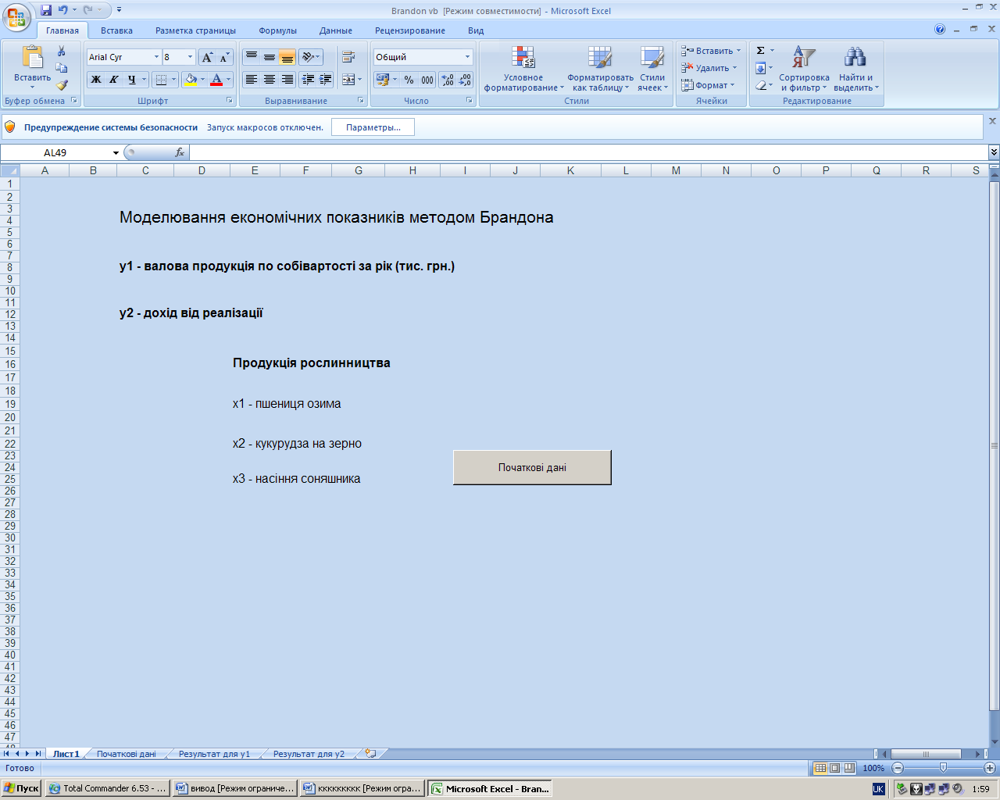 Brandon vb [Режим совместимости] - Microsoft Excel
Главная Вставка Разметка страницы Формулы Данные Рецензирование Вид
Вставить
Буфер обмена
Arial Cyr 8
Ж К Ч
Шрифт
Выравнивание
Общий
% 000
Число
Условное форматирование
Форматировать как таблицу
Стили ячеек
Стили
Вставить
Удалить
Формат
Ячейки
Сортировка и фильтр
Найти и выделить
Редактирование
Предупреждение системы безопасности Запуск макросов отключен. Параметры...
AL49 fx
A B C D E F G H I J K L M N O P Q R S
1
2
3
4
5
6
7
8
9
10
11
12
13
14
15
16
17
18
19
20
21
22
23
24
25
26
27
28
29
30
31
32
33
34
35
36
37
38
39
40
41
42
43
44
45
46
47
Моделювання економічних показників методом Брандона
y1 - валова продукція по собівартості за рік (тис. грн.)
y2 - дохід від реалізації
Продукція рослинництва
x1 - пшениця озима
x2 - кукурудза на зерно
x3 - насіння соняшника
Початкові дані
Лист1 Початкові дані Результат для y1 Результат для y2
Готово 100%
Пуск Total Commander 6.53 - ... вивод [Режим ограниче... ккккккккк [Режим огра... Microsoft Excel - Bran... UK 1:59